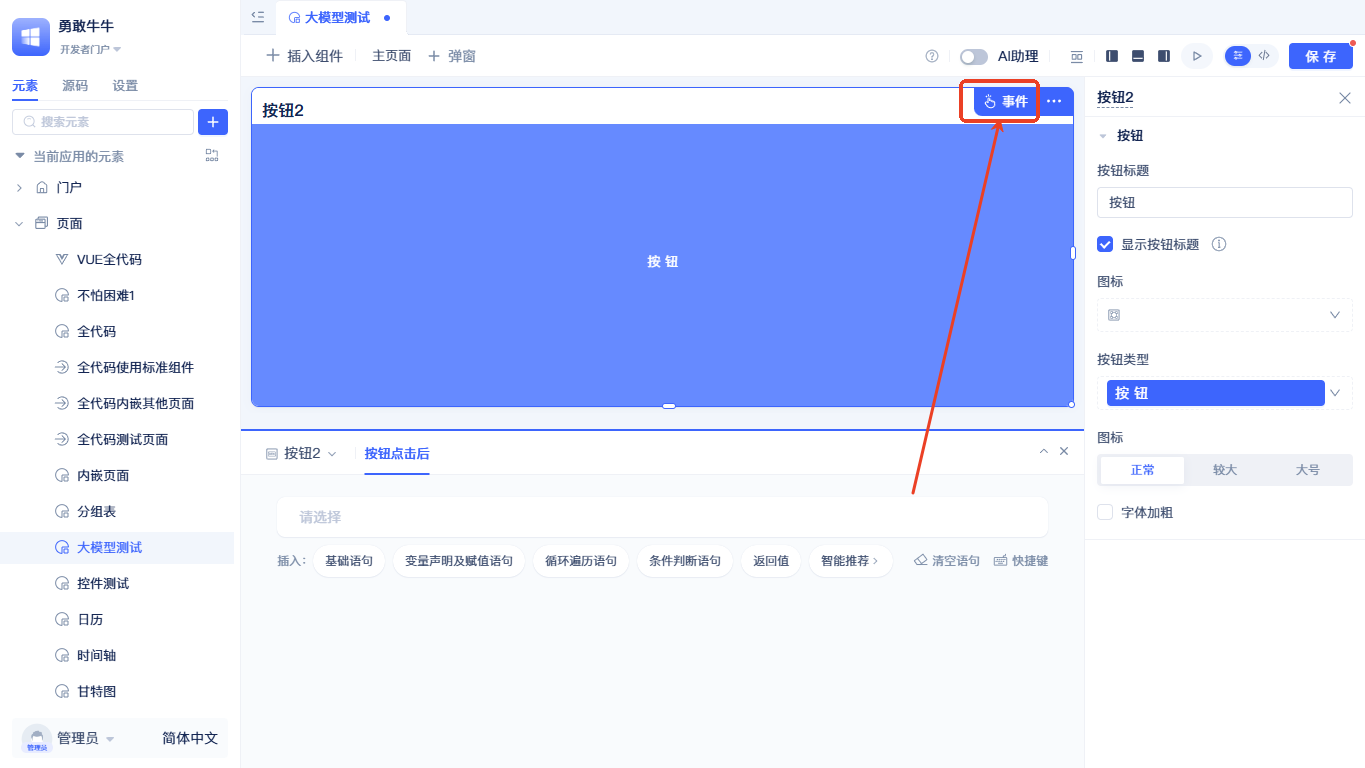 勇敢牛牛
开发者门户
元素 源码 设置
搜索元素
当前应用的元素
门户
页面
VUE全代码
不怕困难1
全代码
全代码使用标准组件
全代码内嵌其他页面
全代码测试页面
内嵌页面
分组表
大模型测试
控件测试
日历
时间轴
甘特图
管理员 管理员 简体中文
大模型测试
插入组件 主页面 弹窗 AI助理 保 存
按钮2 事件
按 钮
按钮2 按钮点击后
请选择
插入： 基础语句 变量声明及赋值语句 循环遍历语句 条件判断语句 返回值 智能推荐 清空语句 快捷键
按钮2
按钮
按钮标题
按钮
显示按钮标题
图标
按钮类型
按 钮
图标
正常 较大 大号
字体加粗